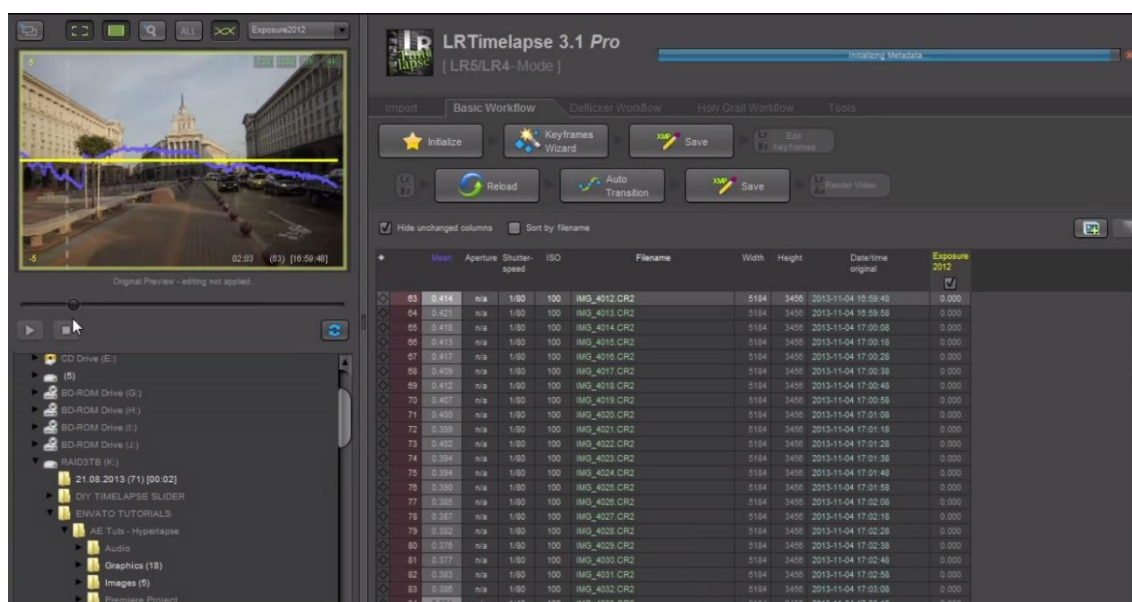 ALL Exposure2012
5 720 1080 4K
-5 02:03 (63) [16:59:48]
Original Preview - editing not applied
CD Drive (E:)
(5)
BD-ROM Drive (G:)
BD-ROM Drive (H:)
BD-ROM Drive (I:)
BD-ROM Drive (J:)
RAID3TB (K:)
21.08.2013 (71) [00:02]
DIY TIMELAPSE SLIDER
ENVATO TUTORIALS
AE Tuts - Hyperlapse
Audio
Graphics (18)
Images (5)
Premiere Project
LR
Time
lapse
LRTimelapse 3.1 Pro
[ LR5/LR4-Mode ]
Initializing Metadata...
Import Basic Workflow Deflicker Workflow Holy Grail Workflow Tools
Initialize Keyframes Wizard XMP Save Lr Br Edit Keyframes
Lr Br Reload Auto Transition XMP Save Lr Ae Render Video
Hide unchanged columns Sort by filename
Mean Aperture Shutter-speed ISO Filename Width Height Date/time original Exposure 2012
63 0.414 n/a 1/80 100 IMG_4012.CR2 5184 3456 2013-11-04 16:59:48 0.000
64 0.421 n/a 1/80 100 IMG_4013.CR2 5184 3456 2013-11-04 16:59:58 0.000
65 0.418 n/a 1/80 100 IMG_4014.CR2 5184 3456 2013-11-04 17:00:08 0.000
66 0.413 n/a 1/80 100 IMG_4015.CR2 5184 3456 2013-11-04 17:00:18 0.000
67 0.417 n/a 1/80 100 IMG_4016.CR2 5184 3456 2013-11-04 17:00:28 0.000
68 0.409 n/a 1/80 100 IMG_4017.CR2 5184 3456 2013-11-04 17:00:38 0.000
69 0.412 n/a 1/80 100 IMG_4018.CR2 5184 3456 2013-11-04 17:00:48 0.000
70 0.407 n/a 1/80 100 IMG_4019.CR2 5184 3456 2013-11-04 17:00:58 0.000
71 0.400 n/a 1/80 100 IMG_4020.CR2 5184 3456 2013-11-04 17:01:08 0.000
72 0.399 n/a 1/80 100 IMG_4021.CR2 5184 3456 2013-11-04 17:01:18 0.000
73 0.402 n/a 1/80 100 IMG_4022.CR2 5184 3456 2013-11-04 17:01:28 0.000
74 0.394 n/a 1/80 100 IMG_4023.CR2 5184 3456 2013-11-04 17:01:38 0.000
75 0.394 n/a 1/80 100 IMG_4024.CR2 5184 3456 2013-11-04 17:01:48 0.000
76 0.390 n/a 1/80 100 IMG_4025.CR2 5184 3456 2013-11-04 17:01:58 0.000
77 0.385 n/a 1/80 100 IMG_4026.CR2 5184 3456 2013-11-04 17:02:08 0.000
78 0.387 n/a 1/80 100 IMG_4027.CR2 5184 3456 2013-11-04 17:02:18 0.000
79 0.382 n/a 1/80 100 IMG_4028.CR2 5184 3456 2013-11-04 17:02:28 0.000
80 0.376 n/a 1/80 100 IMG_4029.CR2 5184 3456 2013-11-04 17:02:38 0.000
81 0.377 n/a 1/80 100 IMG_4030.CR2 5184 3456 2013-11-04 17:02:48 0.000
82 0.383 n/a 1/80 100 IMG_4031.CR2 5184 3456 2013-11-04 17:02:58 0.000
83 0.386 n/a 1/80 100 IMG_4032.CR2 5184 3456 2013-11-04 17:03:08 0.000